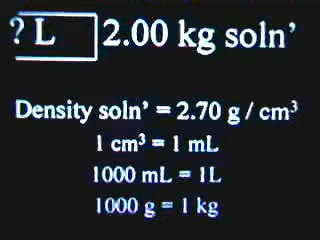 ? L 2.00 kg soln’
Density soln’ = 2.70 g / cm³
1 cm³ = 1 mL
1000 mL = 1L
1000 g = 1 kg